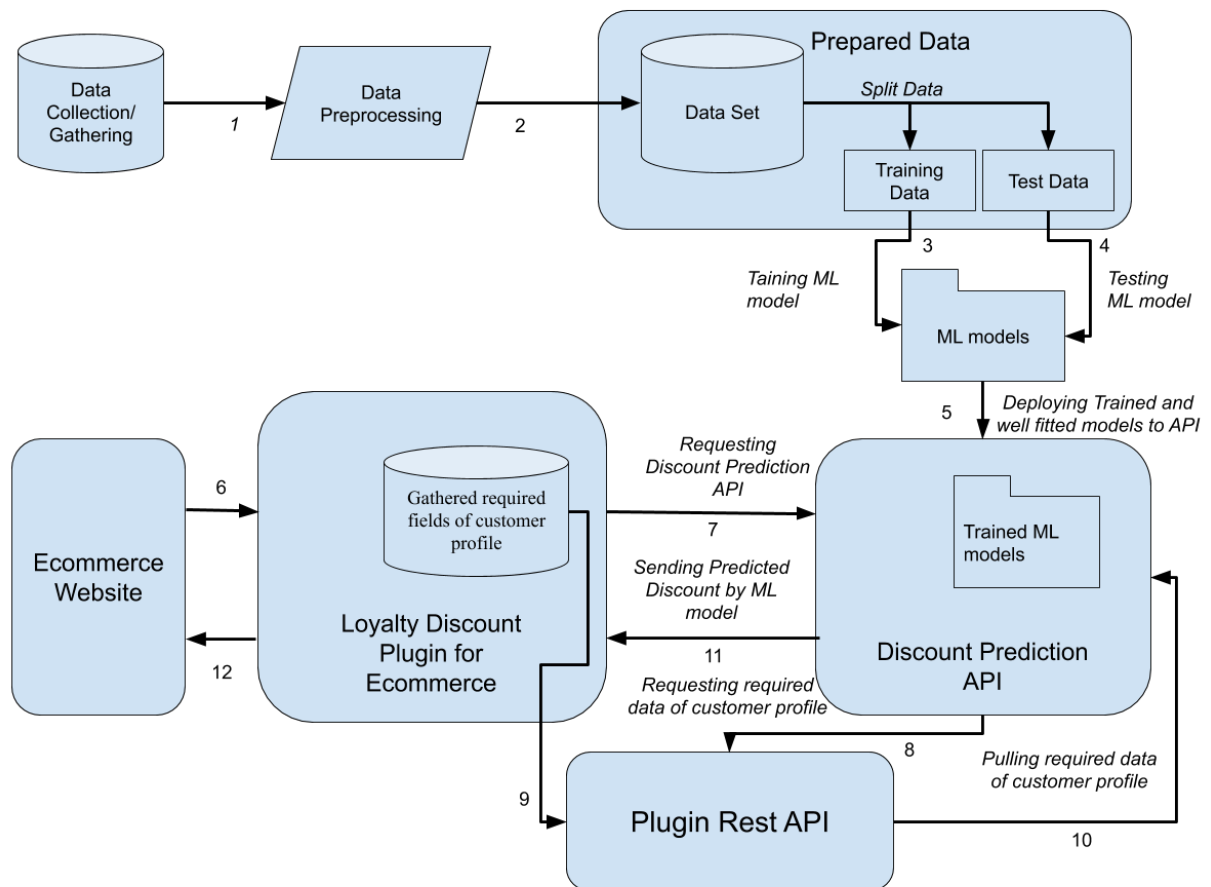 Data
Collection/
Gathering
1
Data
Preprocessing
2
Prepared Data
Data Set
Split Data
Training
Data
Test Data
3
4
Taining ML
model
Testing
ML model
ML models
5
Deploying Trained and
well fitted models to API
Ecommerce
Website
6
12
Gathered required
fields of customer
profile
Loyalty Discount
Plugin for
Ecommerce
Requesting
Discount Prediction
API
7
Sending Predicted
Discount by ML
model
11
Trained ML
models
Discount Prediction
API
Requesting required
data of customer profile
8
9
Plugin Rest API
Pulling required data
of customer profile
10